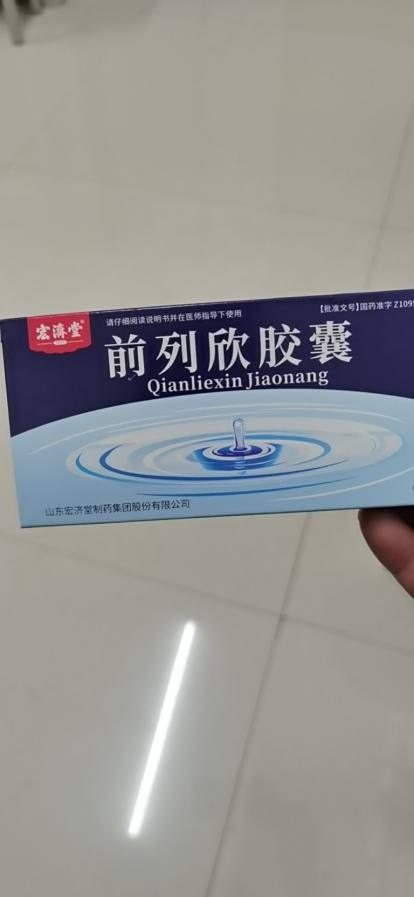 宏濟堂®
请仔细阅读说明书并在医师指导下使用
【批准文号】国药准字 Z1095
前列欣胶囊
Qianliexin Jiaonang
山东宏济堂制药集团股份有限公司